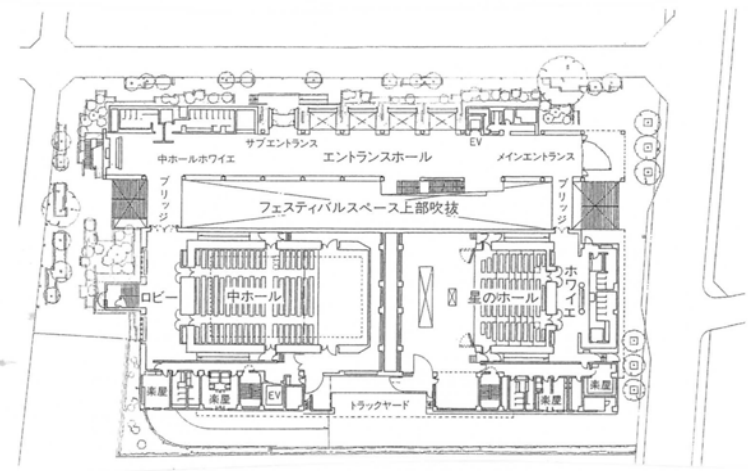 サブエントランス
EV
中ホールホワイエ
エントランスホール
メインエントランス
ブリッジ
ブリッジ
フェスティバルスペース上部吹抜
ロビー
中ホール
星のホール
ホワイエ
楽屋
楽屋
EV
トラックヤード
楽屋
楽屋